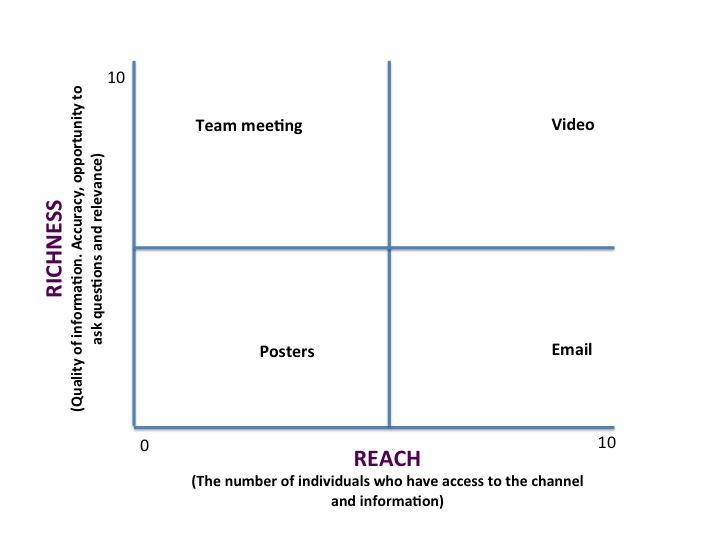 10
Team meeting
Video
RICHNESS
(Quality of information. Accuracy, opportunity to
ask questions and relevance)
Posters
Email
0
10
REACH
(The number of individuals who have access to the channel
and information)